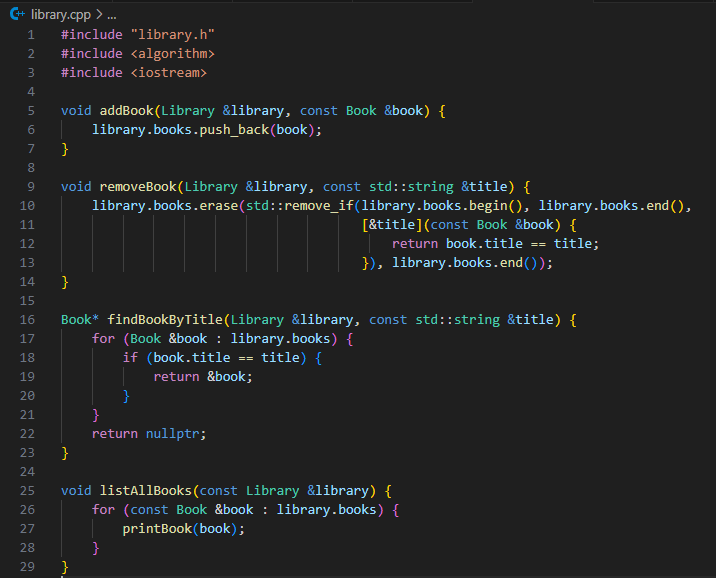 library.cpp > ...
1 #include "library.h"
2 #include <algorithm>
3 #include <iostream>
4
5 void addBook(Library &library, const Book &book) {
6     library.books.push_back(book);
7 }
8
9 void removeBook(Library &library, const std::string &title) {
10     library.books.erase(std::remove_if(library.books.begin(), library.books.end(),
11                                        [&title](const Book &book) {
12                                            return book.title == title;
13                                        }), library.books.end());
14 }
15
16 Book* findBookByTitle(Library &library, const std::string &title) {
17     for (Book &book : library.books) {
18         if (book.title == title) {
19             return &book;
20         }
21     }
22     return nullptr;
23 }
24
25 void listAllBooks(const Library &library) {
26     for (const Book &book : library.books) {
27         printBook(book);
28     }
29 }